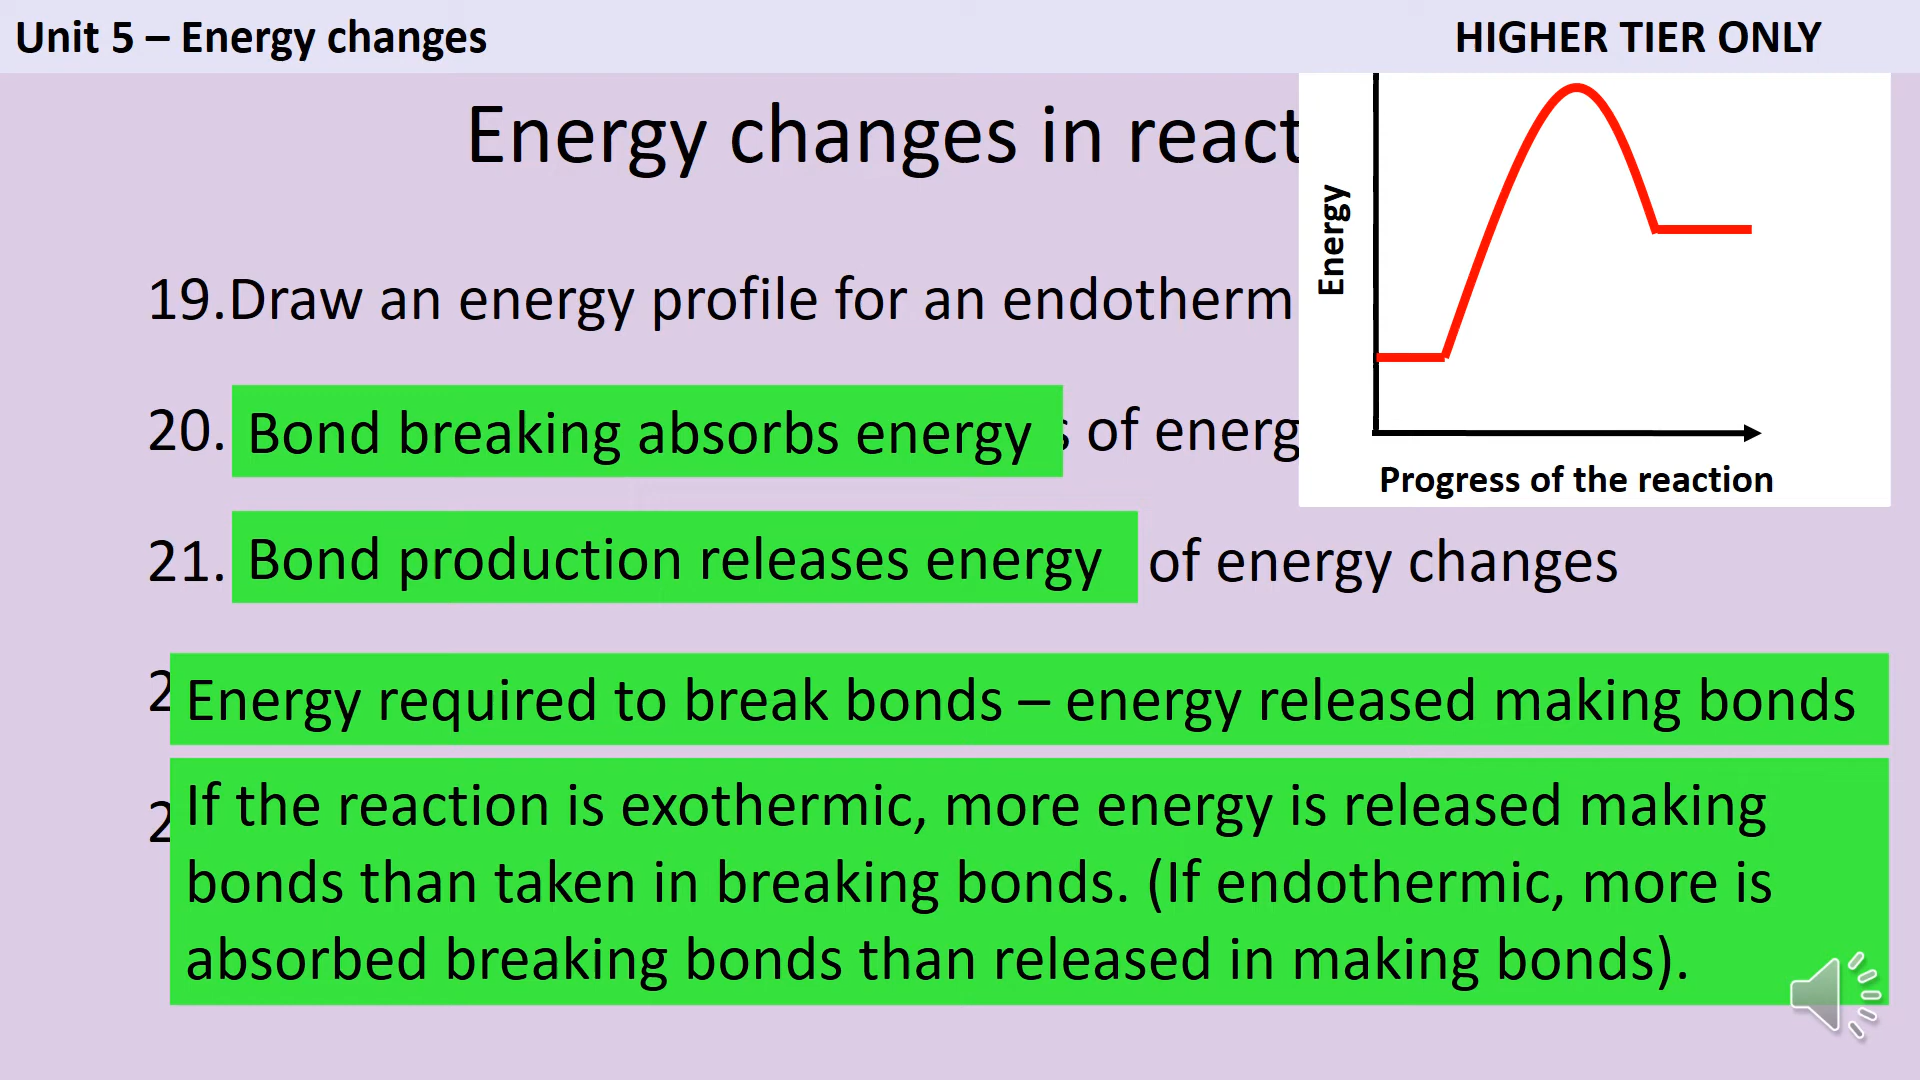 Unit 5 – Energy changes
HIGHER TIER ONLY
Energy changes in react
19. Draw an energy profile for an endotherm
20. Bond breaking absorbs energy s of energ
21. Bond production releases energy of energy changes
2 Energy required to break bonds – energy released making bonds
2 If the reaction is exothermic, more energy is released making
bonds than taken in breaking bonds. (If endothermic, more is
absorbed breaking bonds than released in making bonds).
Energy
Progress of the reaction